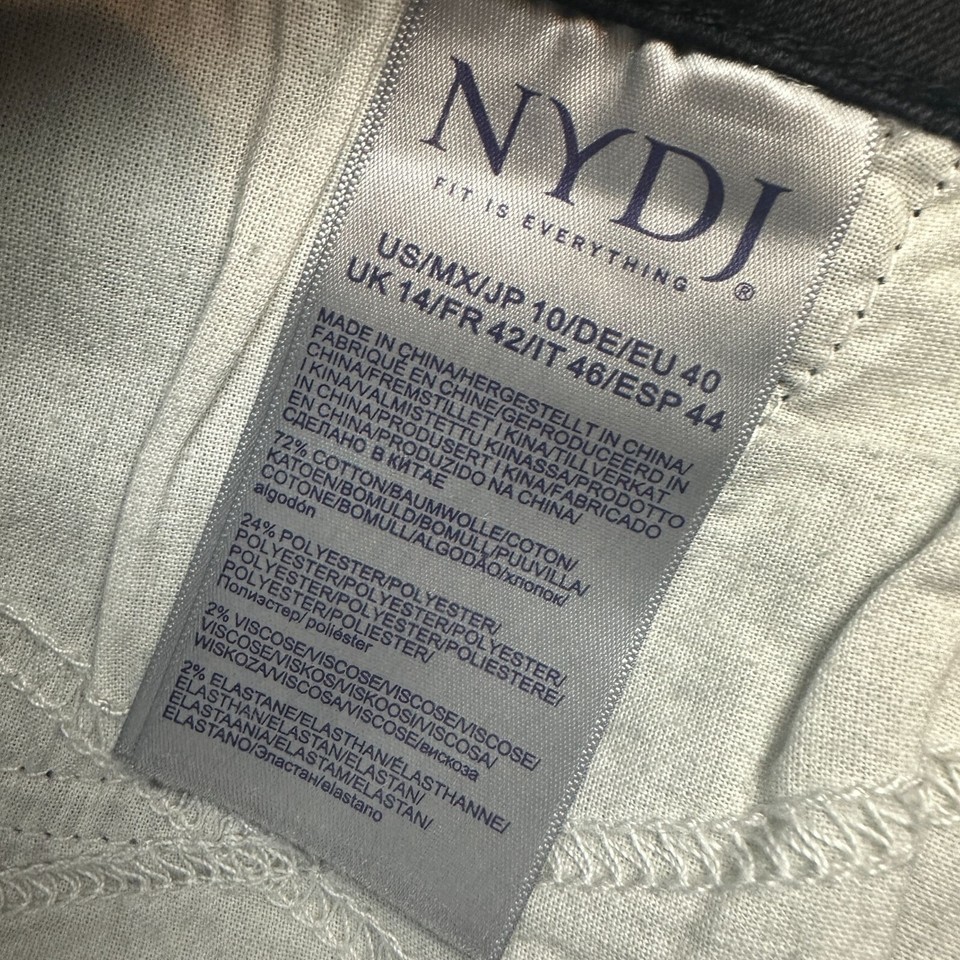 NYDJ
FIT IS EVERYTHING ®
US/MX/JP 10/DE/EU 40
UK 14/FR 42/IT 46/ESP 44
MADE IN CHINA/HERGESTELLT IN CHINA/
FABRIQUÉ EN CHINE/GEPRODUCEERD IN
CHINA/FREMSTILLET I KINA/TILLVERKAT
I KINA/VALMISTETTU KIINASSA/PRODOTTO
IN CHINA/PRODUSERT I KINA/FABRICADO
EN CHINA/PRODUZIDO NA CHINA/
СДЕЛАНО В КИТАЕ
72% COTTON/BAUMWOLLE/COTON/
KATOEN/BOMULD/BOMULL/PUUVILLA/
COTONE/BOMULL/ALGODÃO/хлопок/
algodón
24% POLYESTER/POLYESTER/
POLYESTER/POLYESTER/POLYESTER/
POLYESTER/POLYESTER/POLIESTERE/
POLYESTER/POLIESTER/
Полиэстер/ poliéster
2% VISCOSE/VISCOSE/VISCOSE/VISCOSE/
VISCOSE/VISKOS/VISKOOSI/VISCOSA/
WISKOZA/VISCOSA/VISCOSE/вискоза
2% ELASTANE/ELASTHAN/ÉLASTHANNE/
ELASTHAN/ELASTAN/ELASTAN/
ELASTAANIA/ELASTAM/ELASTAN/
ELASTANO/Эластан/elastano